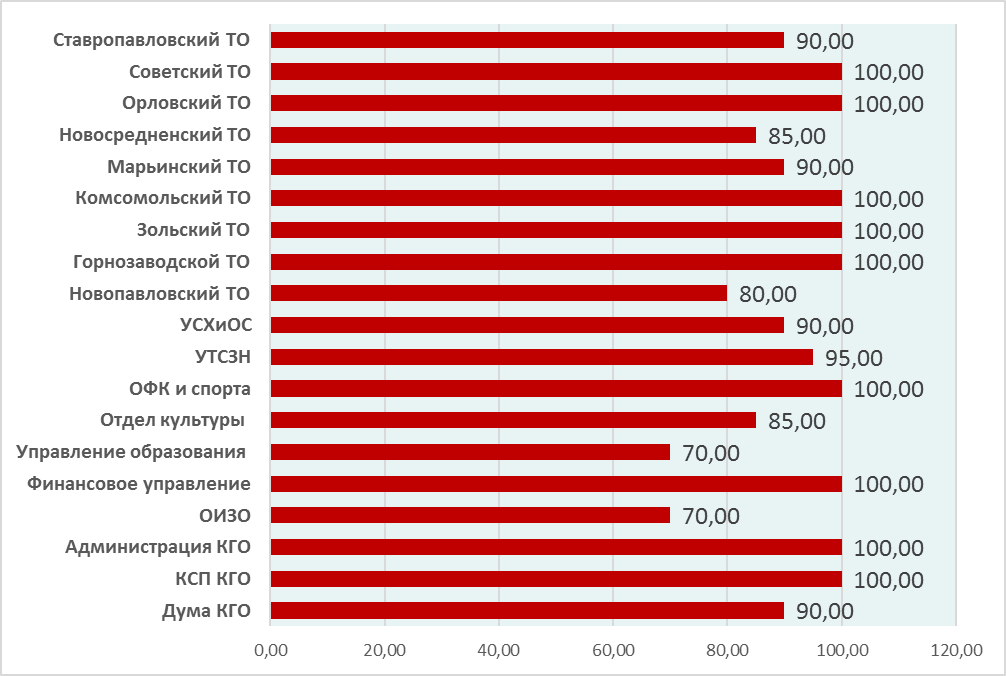 Ставропавловский ТО 90,00
Советский ТО 100,00
Орловский ТО 100,00
Новосредненский ТО 85,00
Марьинский ТО 90,00
Комсомольский ТО 100,00
Зольский ТО 100,00
Горнозаводской ТО 100,00
Новопавловский ТО 80,00
УСХиОС 90,00
УТСЗН 95,00
ОФК и спорта 100,00
Отдел культуры 85,00
Управление образования 70,00
Финансовое управление 100,00
ОИЗО 70,00
Администрация КГО 100,00
КСП КГО 100,00
Дума КГО 90,00
0,00 20,00 40,00 60,00 80,00 100,00 120,00